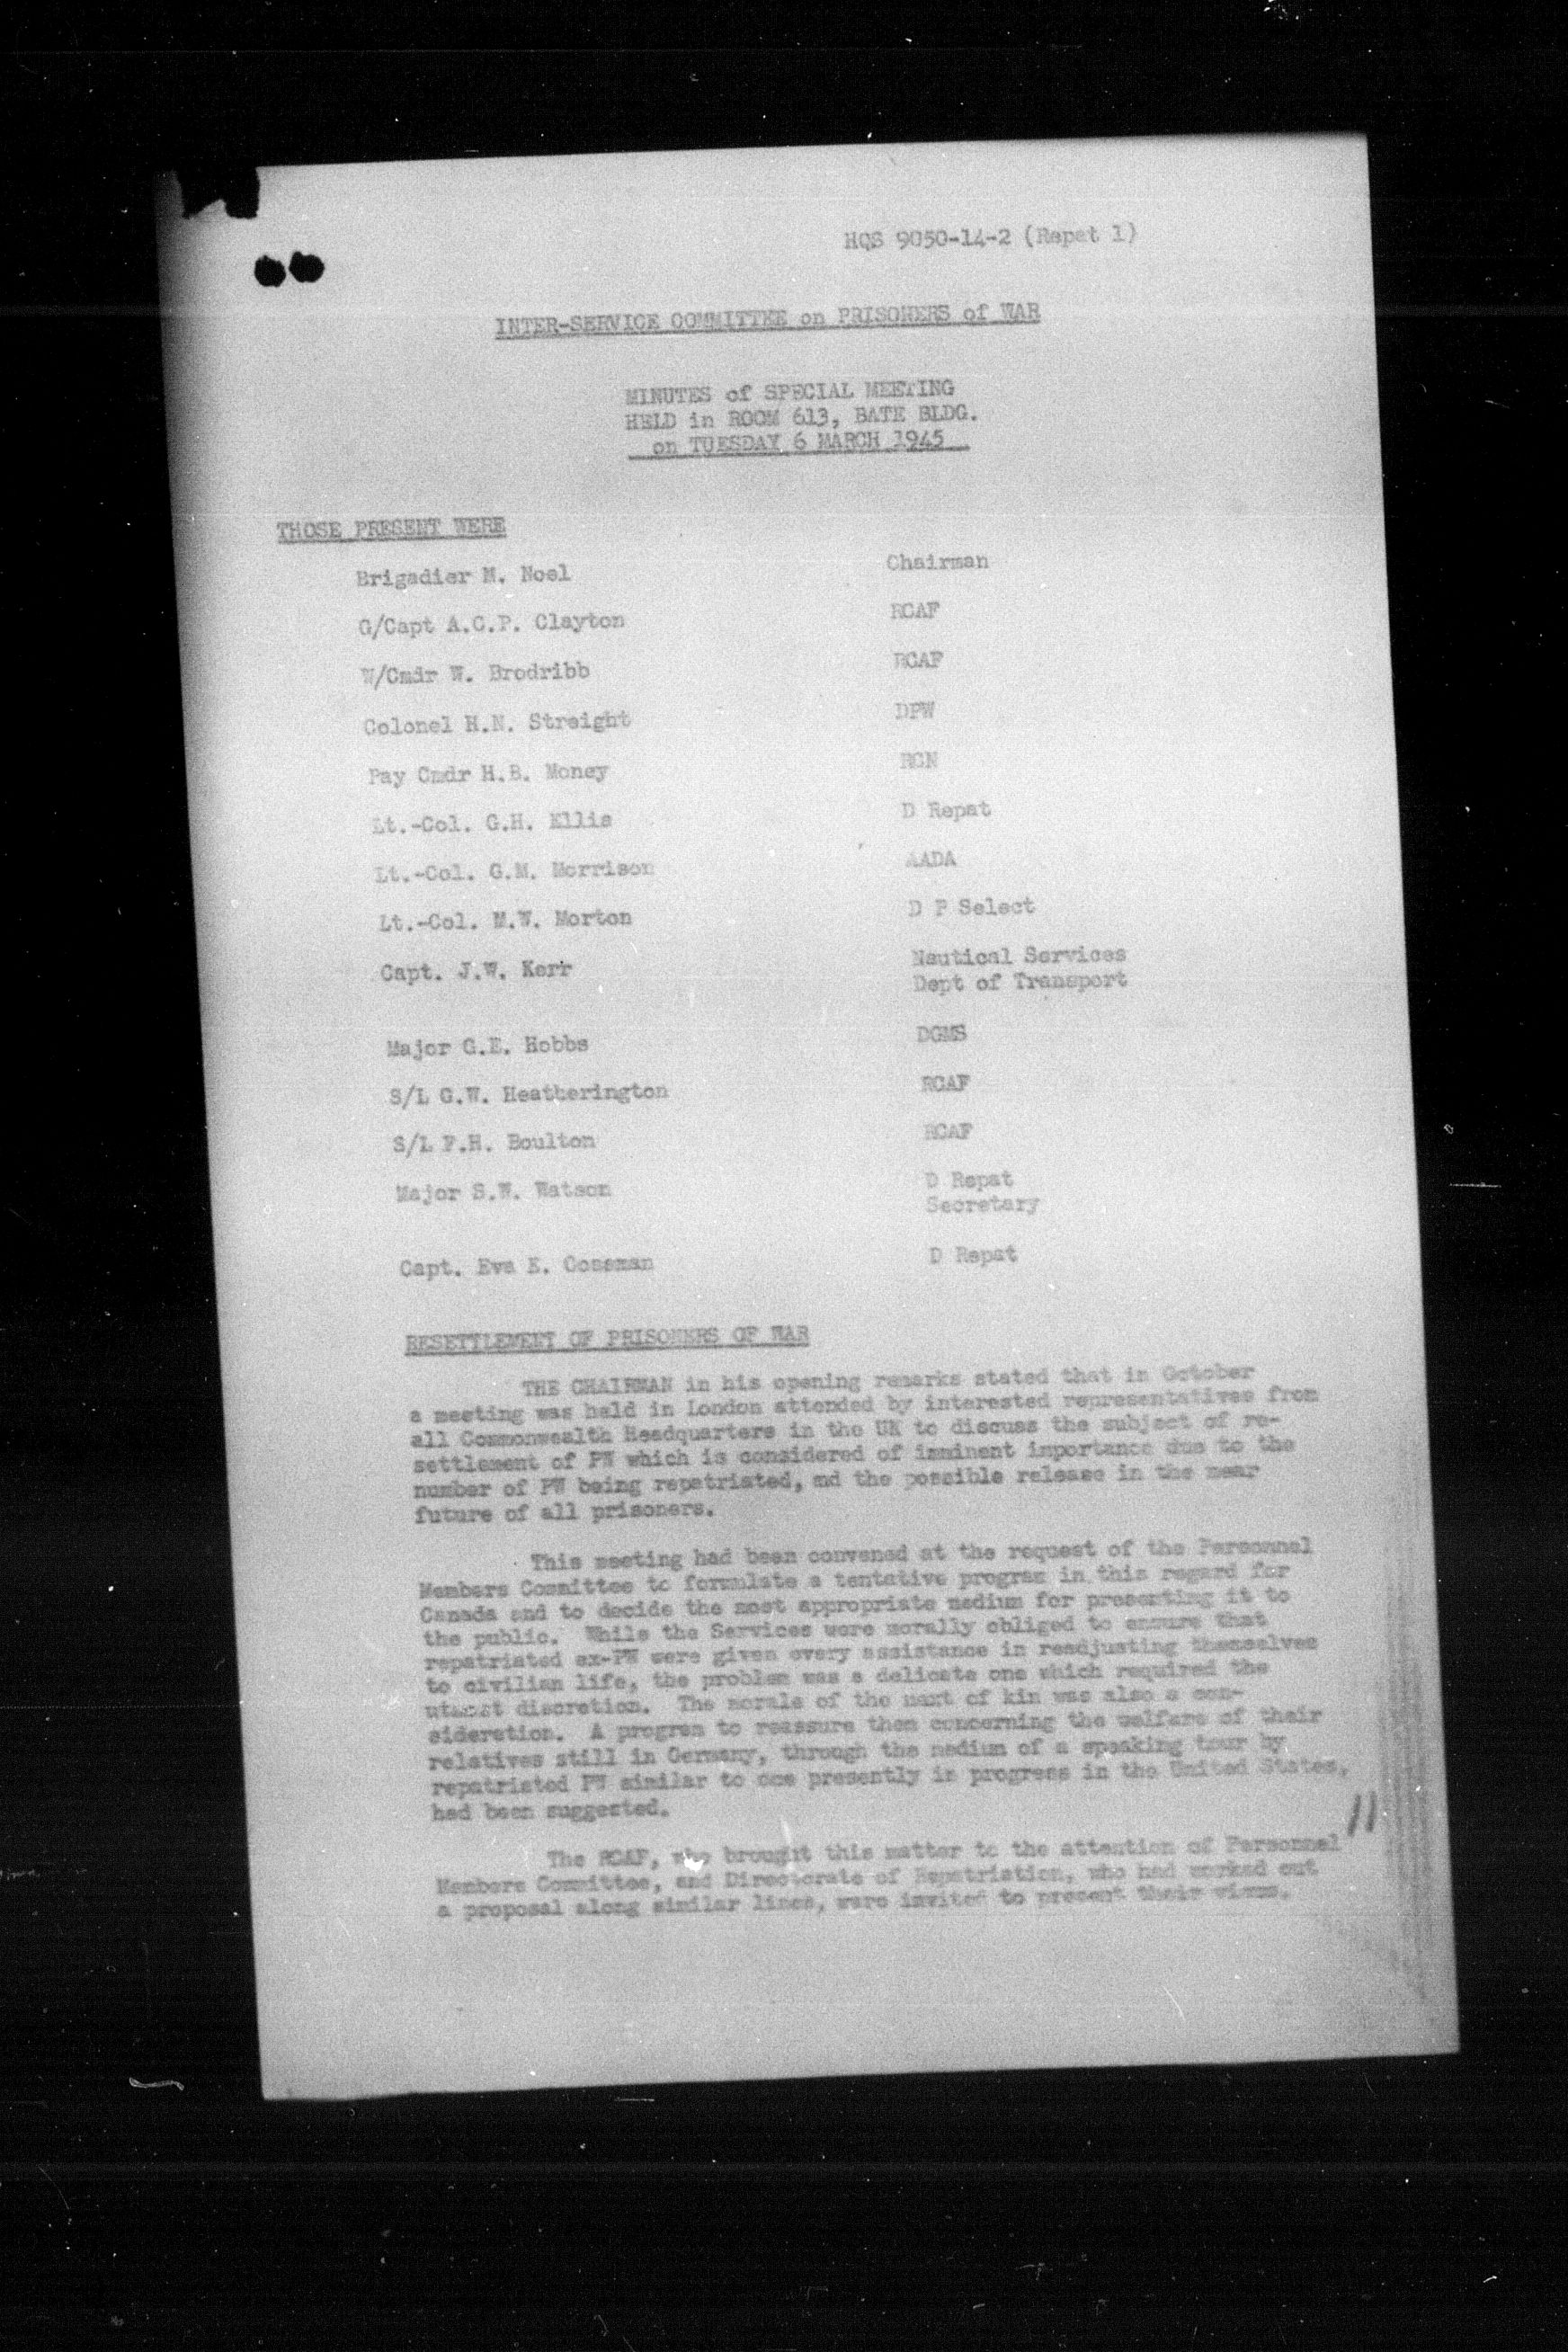 HQS 9050-14-2 (Repat 1)
INTER-SERVICE COMMITTEE on PRISONERS of WAR
MINUTES of SPECIAL MEETING
HELD in ROOM 613, BATE BLDG.
on TUESDAY 6 MARCH 1945
THOSE PRESENT WERE
Brigadier M. Noel Chairman
G/Capt A.C.P. Clayton RCAF
W/Cmdr W. Brodribb RCAF
Colonel H.N. Streight DPW
Pay Cmdr H.B. Money RCN
Lt.-Col. G.H. Ellis D Repat
Lt.-Col. G.M. Morrison AADA
Lt.-Col. M.W. Morton D P Select
Capt. J.W. Kerr Nautical Services
Dept of Transport
Major G.E. Hobbs DGMS
S/L G.W. Heatherington RCAF
S/L F.H. Boulton RCAF
Major S.W. Watson D Repat
Secretary
Capt. Eva E. Cossman D Repat
RESETTLEMENT OF PRISONERS OF WAR
THE CHAIRMAN in his opening remarks stated that in October
a meeting was held in London attended by interested representatives from
all Commonwealth Headquarters in the UK to discuss the subject of re-
settlement of PW which is considered of imminent importance due to the
number of PW being repatriated, and the possible release in the near
future of all prisoners.
This meeting had been convened at the request of the Personnel
Members Committee to formulate a tentative program in this regard for
Canada and to decide the most appropriate medium for presenting it to
the public. While the Services were morally obliged to ensure that
repatriated ex-PW were given every assistance in readjusting themselves
to civilian life, the problem was a delicate one which required the
utmost discretion. The morale of the next of kin was also a con-
sideration. A program to reassure them concerning the welfare of their
relatives still in Germany, through the medium of a speaking tour by
repatriated PW similar to one presently in progress in the United States,
had been suggested.
11
The RCAF, who brought this matter to the attention of Personnel
Members Committee, and Directorate of Repatriation, who had worked out
a proposal along similar lines, were invited to present their views.